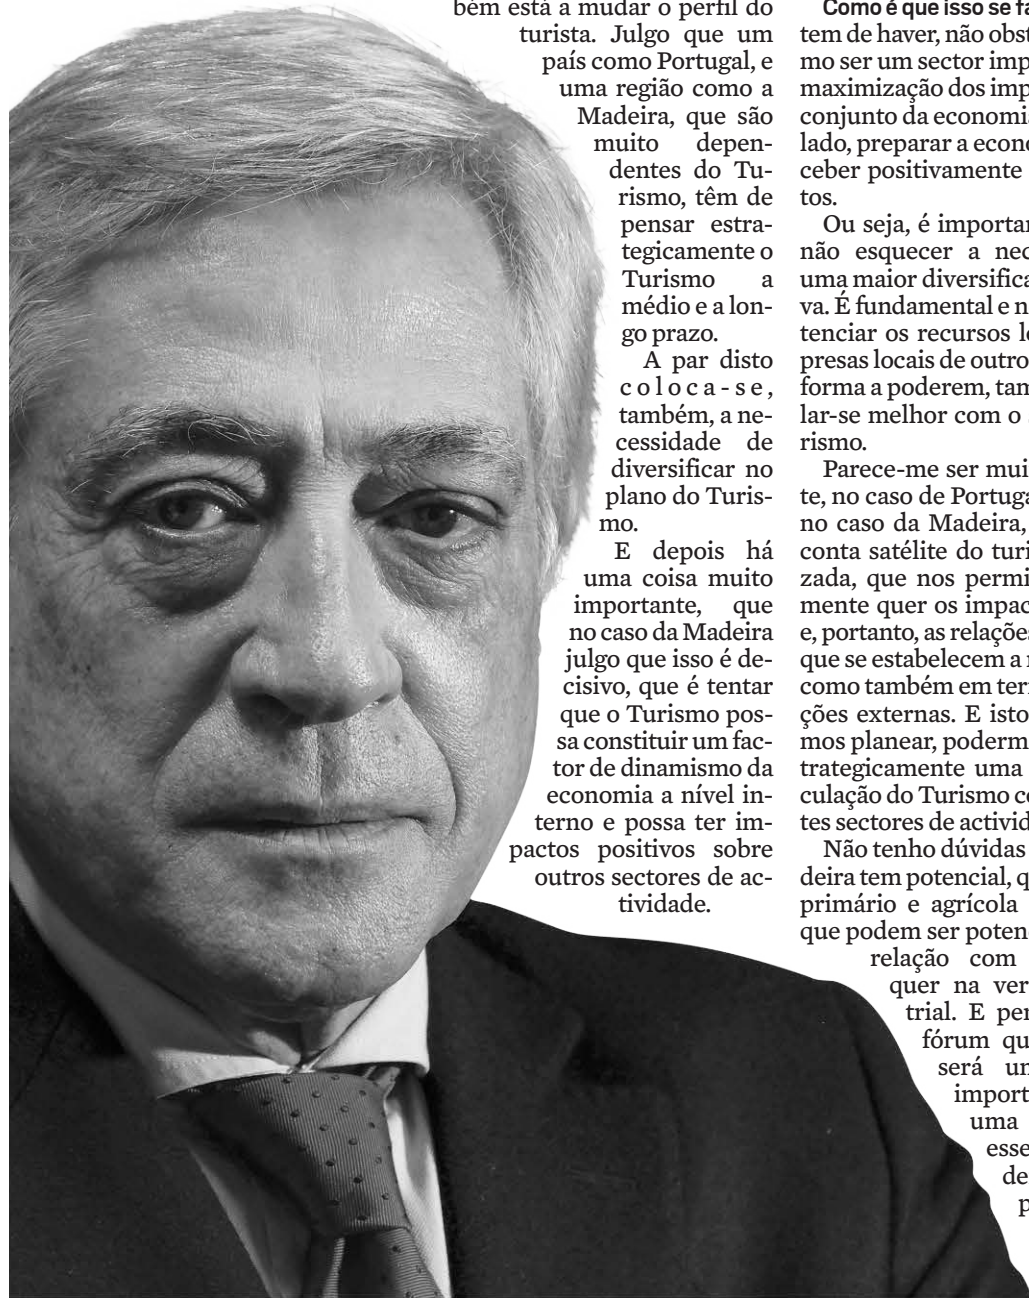 bém está a mudar o perfil do
turista. Julgo que um
país como Portugal, e
uma região como a
Madeira, que são
muito depen-
dentes do Tu-
rismo, têm de
pensar estra-
tegicamente o
Turismo a
médio e a lon-
go prazo.
A par disto
coloca-se,
também, a ne-
cessidade de
diversificar no
plano do Turis-
mo.
E depois há
uma coisa muito
importante, que
no caso da Madeira
julgo que isso é de-
cisivo, que é tentar
que o Turismo pos-
sa constituir um fac-
tor de dinamismo da
economia a nível in-
terno e possa ter im-
pactos positivos sobre
outros sectores de ac-
tividade.
Como é que isso se fa
tem de haver, não obst
mo ser um sector imp
maximização dos imp
conjunto da economia
lado, preparar a econo
ceber positivamente
tos.
Ou seja, é importan
não esquecer a nec
uma maior diversifica
va. É fundamental e n
tenciar os recursos lo
presas locais de outro
forma a poderem, tam
lar-se melhor com o
rismo.
Parece-me ser mui
te, no caso de Portuga
no caso da Madeira,
conta satélite do turi
zada, que nos permi
mente quer os impac
e, portanto, as relações
que se estabelecem a n
como também em terr
ções externas. E isto
mos planear, poderm
trategicamente uma
culação do Turismo co
tes sectores de activid
Não tenho dúvidas
deira tem potencial, q
primário e agrícola
que podem ser potenc
relação com
quer na ver
trial. E per
fórum qu
será un
import
uma
esse
de
p